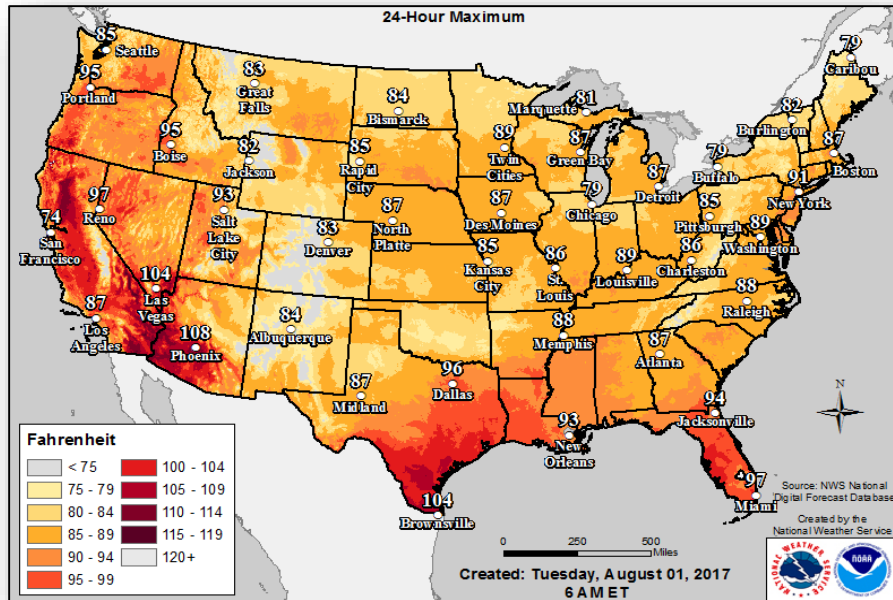 24-Hour Maximum
85
Seattle
95
Portland
83
Great
Falls
84
Bismarck
Marquette
81
79
Caribou
82
Burlington
95
Boise
82
Jackson
85
Rapid
City
89
Twin
Cities
87
Green Bay
87
Detroit
79
Buffalo
87
Boston
97
Reno
93
Salt
Lake
City
74
San
Francisco
83
Denver
87
North
Platte
87
Des Moines
79
Chicago
85
Pittsburgh
91
New York
89
Washington
85
Kansas
City
86
St.
Louis
89
Louisville
86
Charleston
88
Raleigh
104
Las
Vegas
87
Los
Angeles
108
Phoenix
84
Albuquerque
88
Memphis
87
Atlanta
87
Midland
96
Dallas
93
New
Orleans
94
Jacksonville
97
Miami
104
Brownsville
N
Fahrenheit
< 75
75 - 79
80 - 84
85 - 89
90 - 94
95 - 99
100 - 104
105 - 109
110 - 114
115 - 119
120+
0 250 500
Miles
Created: Tuesday, August 01, 2017
6 AM ET
Source: NWS National
Digital Forecast Database
Created by the
National Weather Service
NATIONAL WEATHER SERVICE
NOAA